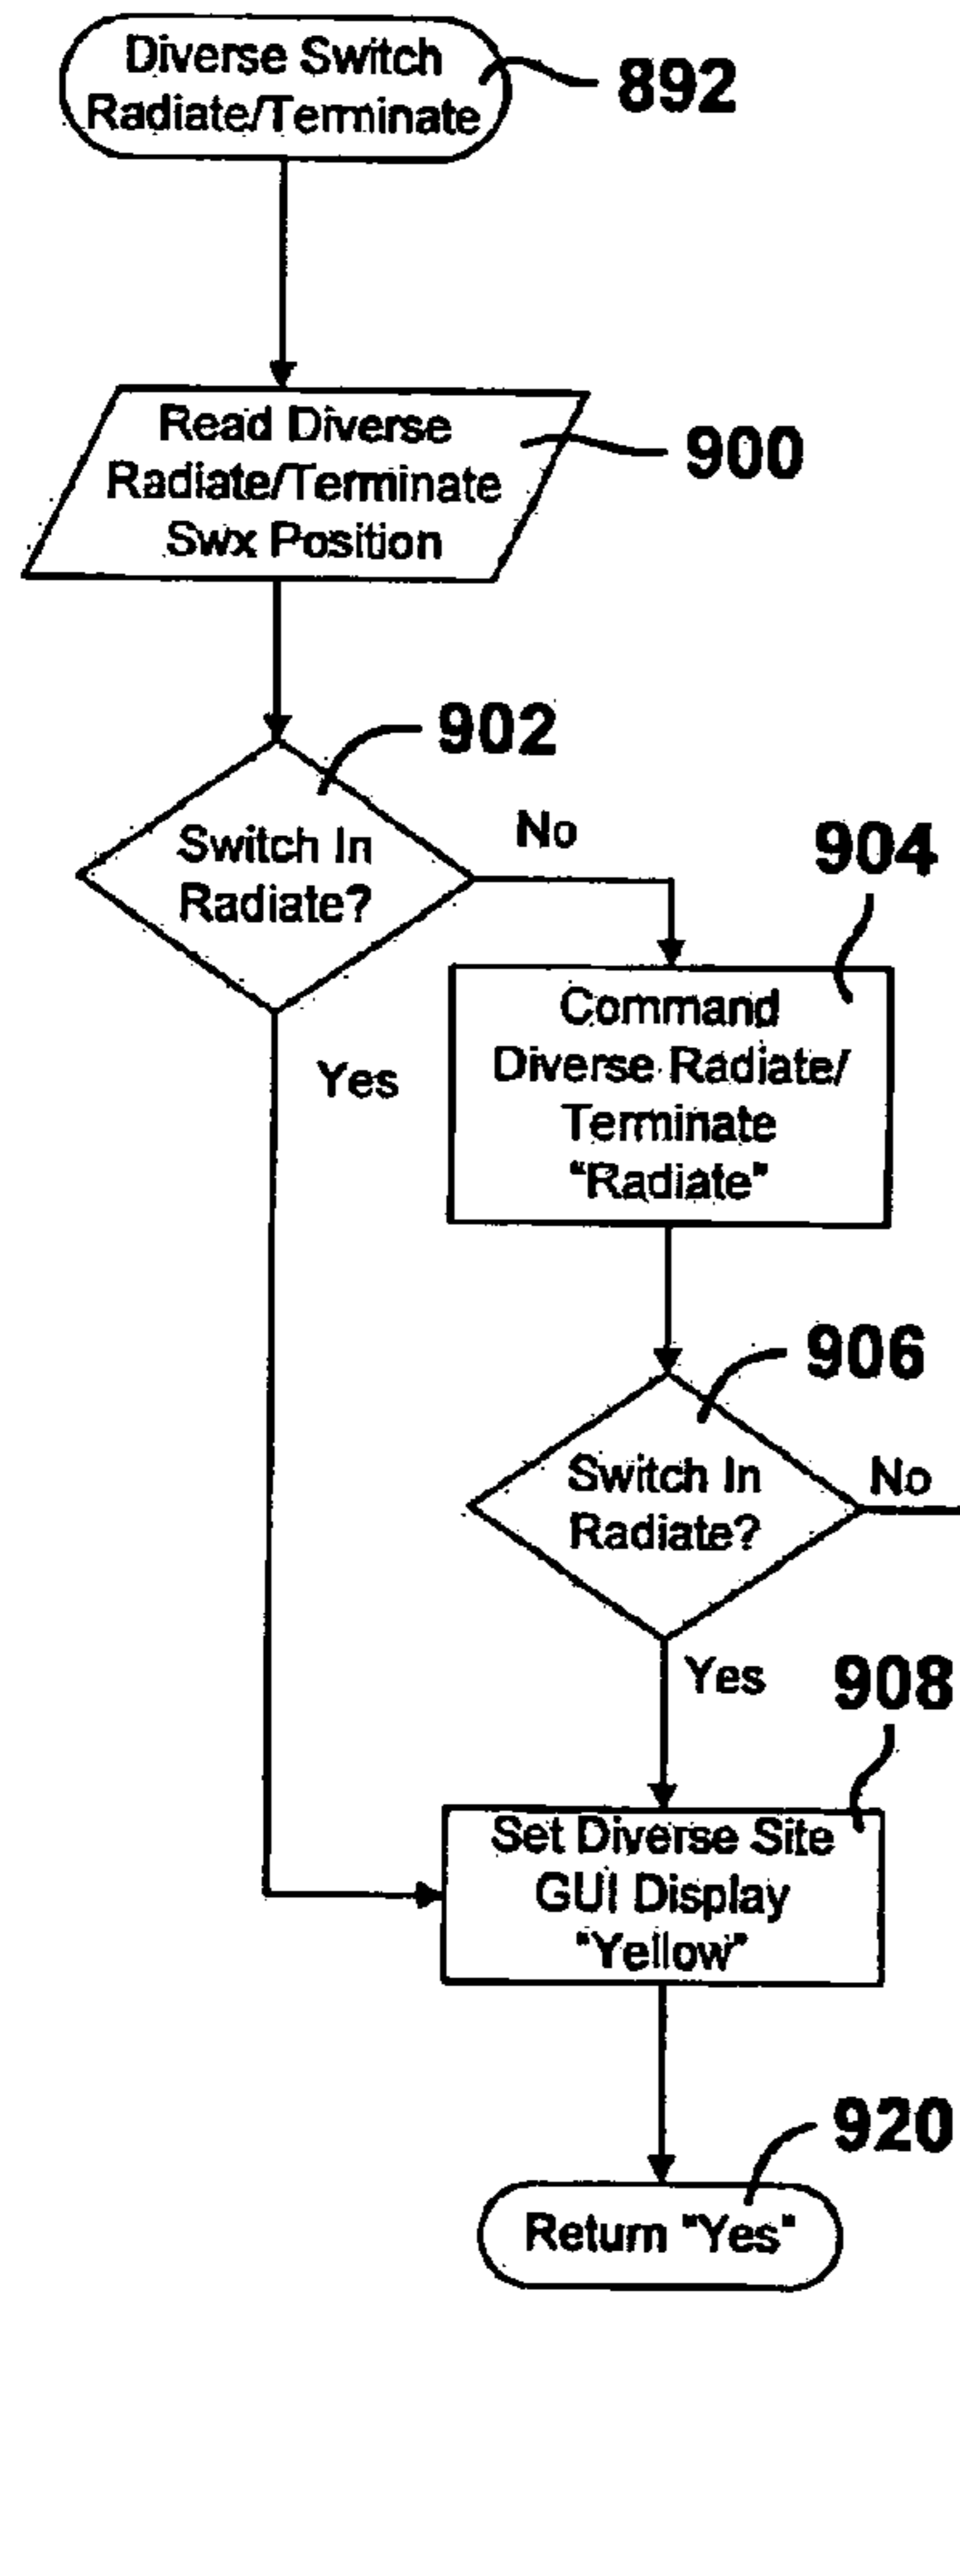 Diverse Switch
Radiate/Terminate
892
Read Diverse
Radiate/Terminate
Swx Position
900
902
Switch In
Radiate?
No
904
Yes
Command
Diverse Radiate/
Terminate
"Radiate"
906
Switch In
Radiate?
No
Yes
908
Set Diverse Site
GUI Display
"Yellow"
920
Return "Yes"